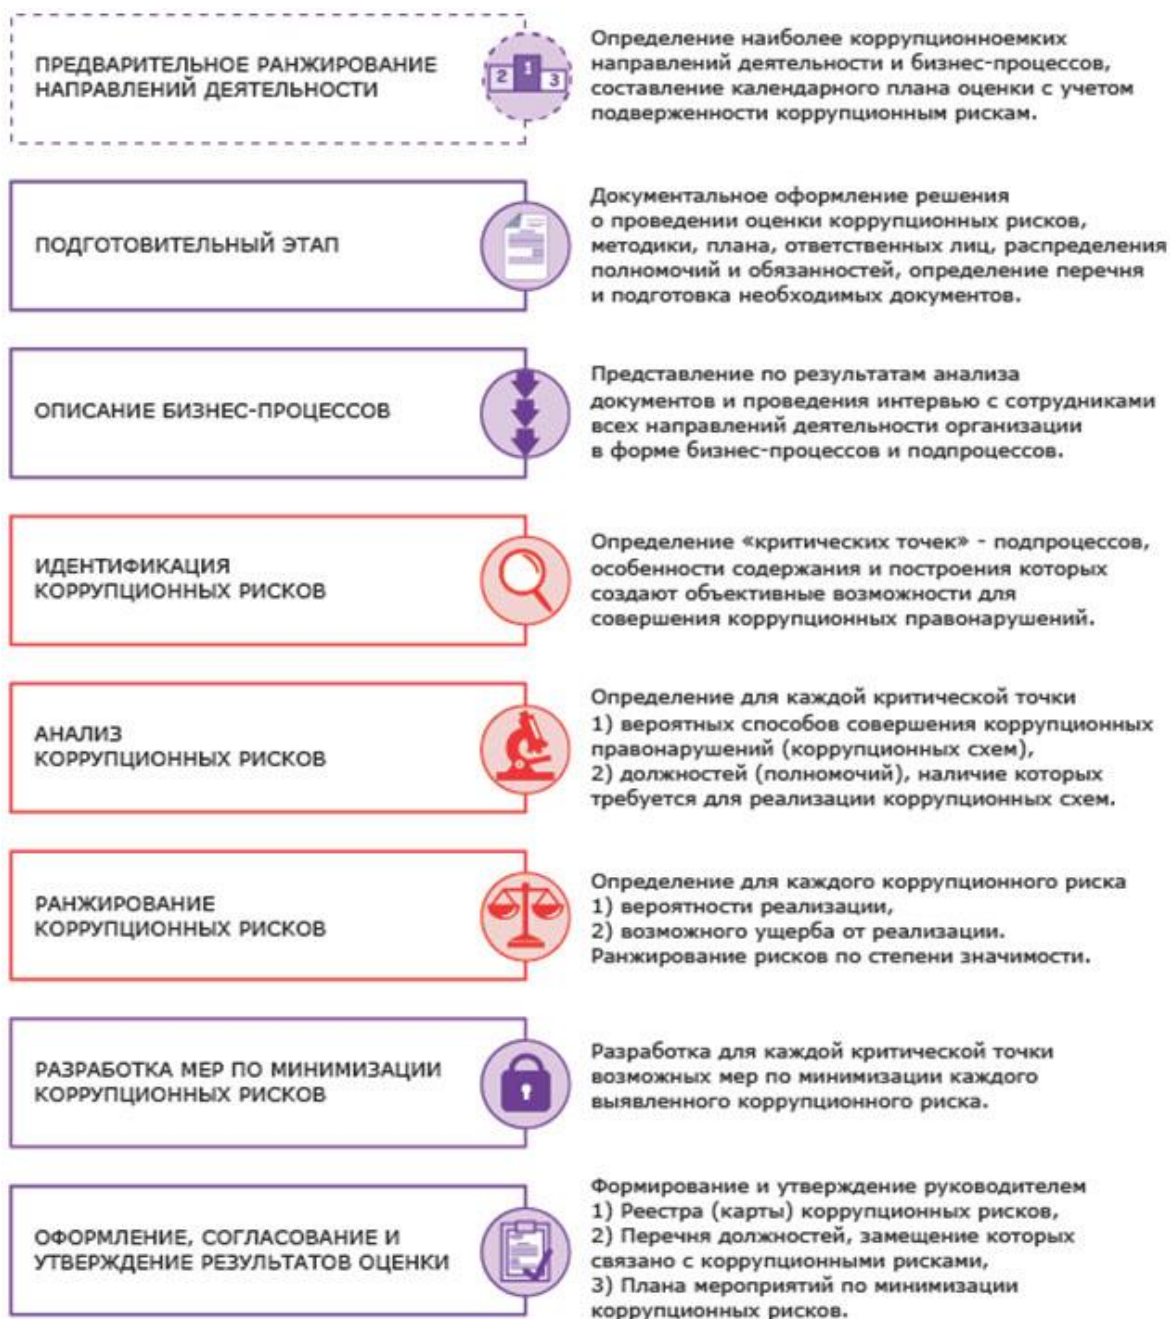 ПРЕДВАРИТЕЛЬНОЕ РАНЖИРОВАНИЕ
НАПРАВЛЕНИЙ ДЕЯТЕЛЬНОСТИ
2 1 3
Определение наиболее коррупционноемких
направлений деятельности и бизнес-процессов,
составление календарного плана оценки с учетом
подверженности коррупционным рискам.
ПОДГОТОВИТЕЛЬНЫЙ ЭТАП
Документальное оформление решения
о проведении оценки коррупционных рисков,
методики, плана, ответственных лиц, распределения
полномочий и обязанностей, определение перечня
и подготовка необходимых документов.
ОПИСАНИЕ БИЗНЕС-ПРОЦЕССОВ
Представление по результатам анализа
документов и проведения интервью с сотрудниками
всех направлений деятельности организации
в форме бизнес-процессов и подпроцессов.
ИДЕНТИФИКАЦИЯ
КОРРУПЦИОННЫХ РИСКОВ
Определение «критических точек» - подпроцессов,
особенности содержания и построения которых
создают объективные возможности для
совершения коррупционных правонарушений.
АНАЛИЗ
КОРРУПЦИОННЫХ РИСКОВ
Определение для каждой критической точки
1) вероятных способов совершения коррупционных
правонарушений (коррупционных схем),
2) должностей (полномочий), наличие которых
требуется для реализации коррупционных схем.
РАНЖИРОВАНИЕ
КОРРУПЦИОННЫХ РИСКОВ
Определение для каждого коррупционного риска
1) вероятности реализации,
2) возможного ущерба от реализации.
Ранжирование рисков по степени значимости.
РАЗРАБОТКА МЕР ПО МИНИМИЗАЦИИ
КОРРУПЦИОННЫХ РИСКОВ
Разработка для каждой критической точки
возможных мер по минимизации каждого
выявленного коррупционного риска.
ОФОРМЛЕНИЕ, СОГЛАСОВАНИЕ И
УТВЕРЖДЕНИЕ РЕЗУЛЬТАТОВ ОЦЕНКИ
Формирование и утверждение руководителем
1) Реестра (карты) коррупционных рисков,
2) Перечня должностей, замещение которых
связано с коррупционными рисками,
3) Плана мероприятий по минимизации
коррупционных рисков.